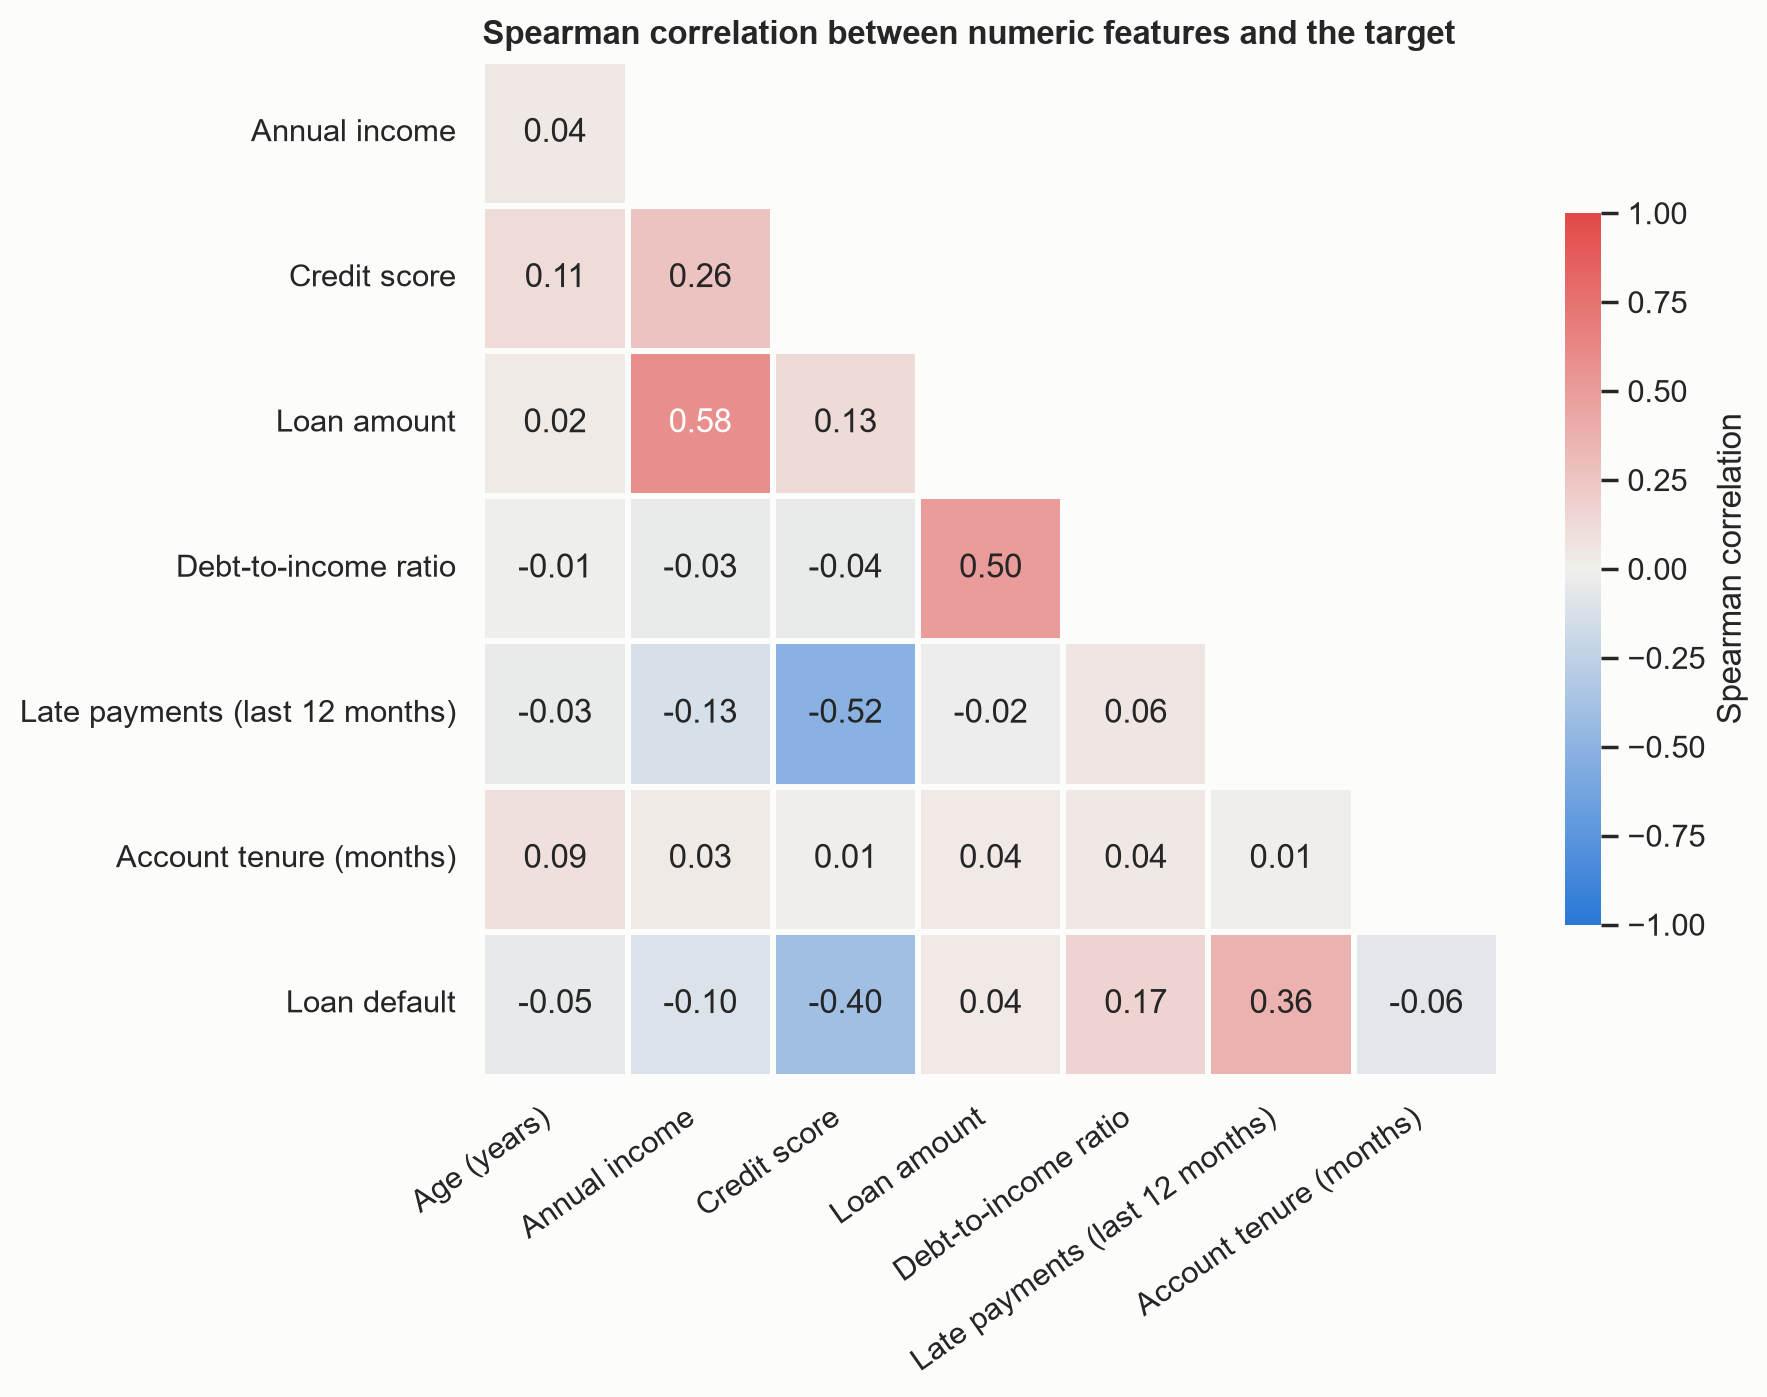 Spearman correlation between numeric features and the target
Annual income 0.04
Credit score 0.11 0.26
Loan amount 0.02 0.58 0.13
Debt-to-income ratio -0.01 -0.03 -0.04 0.50
Late payments (last 12 months) -0.03 -0.13 -0.52 -0.02 0.06
Account tenure (months) 0.09 0.03 0.01 0.04 0.04 0.01
Loan default -0.05 -0.10 -0.40 0.04 0.17 0.36 -0.06
Age (years)
Annual income
Credit score
Loan amount
Debt-to-income ratio
Late payments (last 12 months)
Account tenure (months)
1.00
0.75
0.50
0.25
0.00
−0.25
−0.50
−0.75
−1.00
Spearman correlation